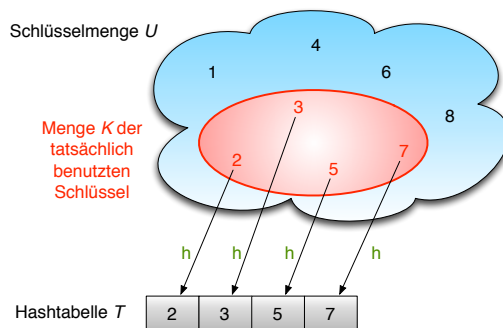 Schlüsselmenge U
4
1
6
8
3
Menge K der
tatsächlich
benutzten
Schlüssel
2
5
7
h
h
h
h
Hashtabelle T
2 3 5 7